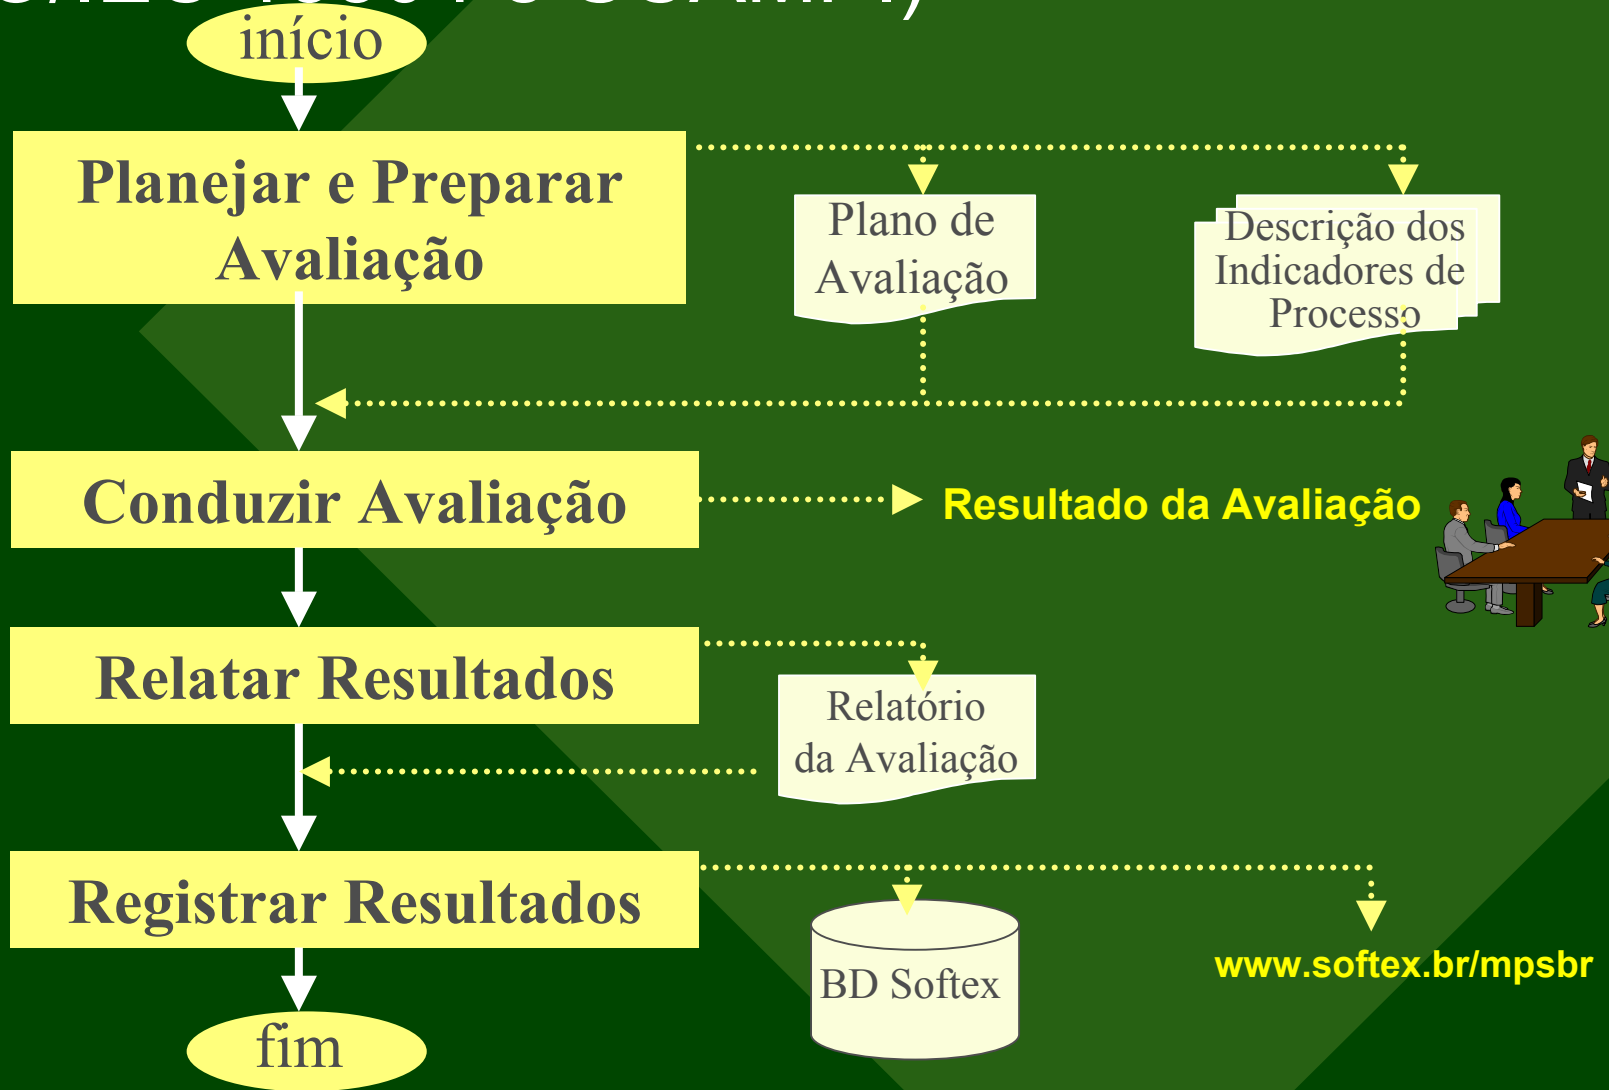 início
Planejar e Preparar
Avaliação
Plano de
Avaliação
Descrição dos
Indicadores de
Processo
Conduzir Avaliação
Resultado da Avaliação
Relatar Resultados
Relatório
da Avaliação
Registrar Resultados
BD Softex
www.softex.br/mpsbr
fim